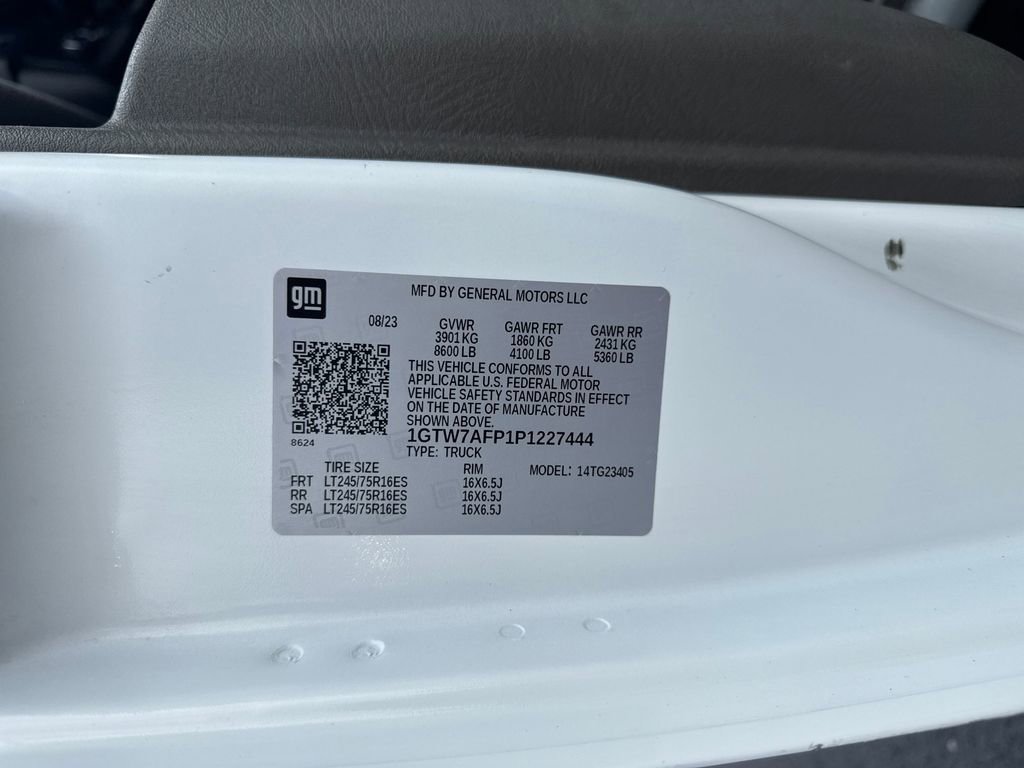 gm
MFD BY GENERAL MOTORS LLC
08/23 GVWR GAWR FRT GAWR RR
3901 KG 1860 KG 2431 KG
8600 LB 4100 LB 5360 LB
THIS VEHICLE CONFORMS TO ALL
APPLICABLE U.S. FEDERAL MOTOR
VEHICLE SAFETY STANDARDS IN EFFECT
ON THE DATE OF MANUFACTURE
SHOWN ABOVE.
8624
1GTW7AFP1P1227444
TYPE: TRUCK
TIRE SIZE RIM MODEL: 14TG23405
FRT LT245/75R16ES 16X6.5J
RR LT245/75R16ES 16X6.5J
SPA LT245/75R16ES 16X6.5J